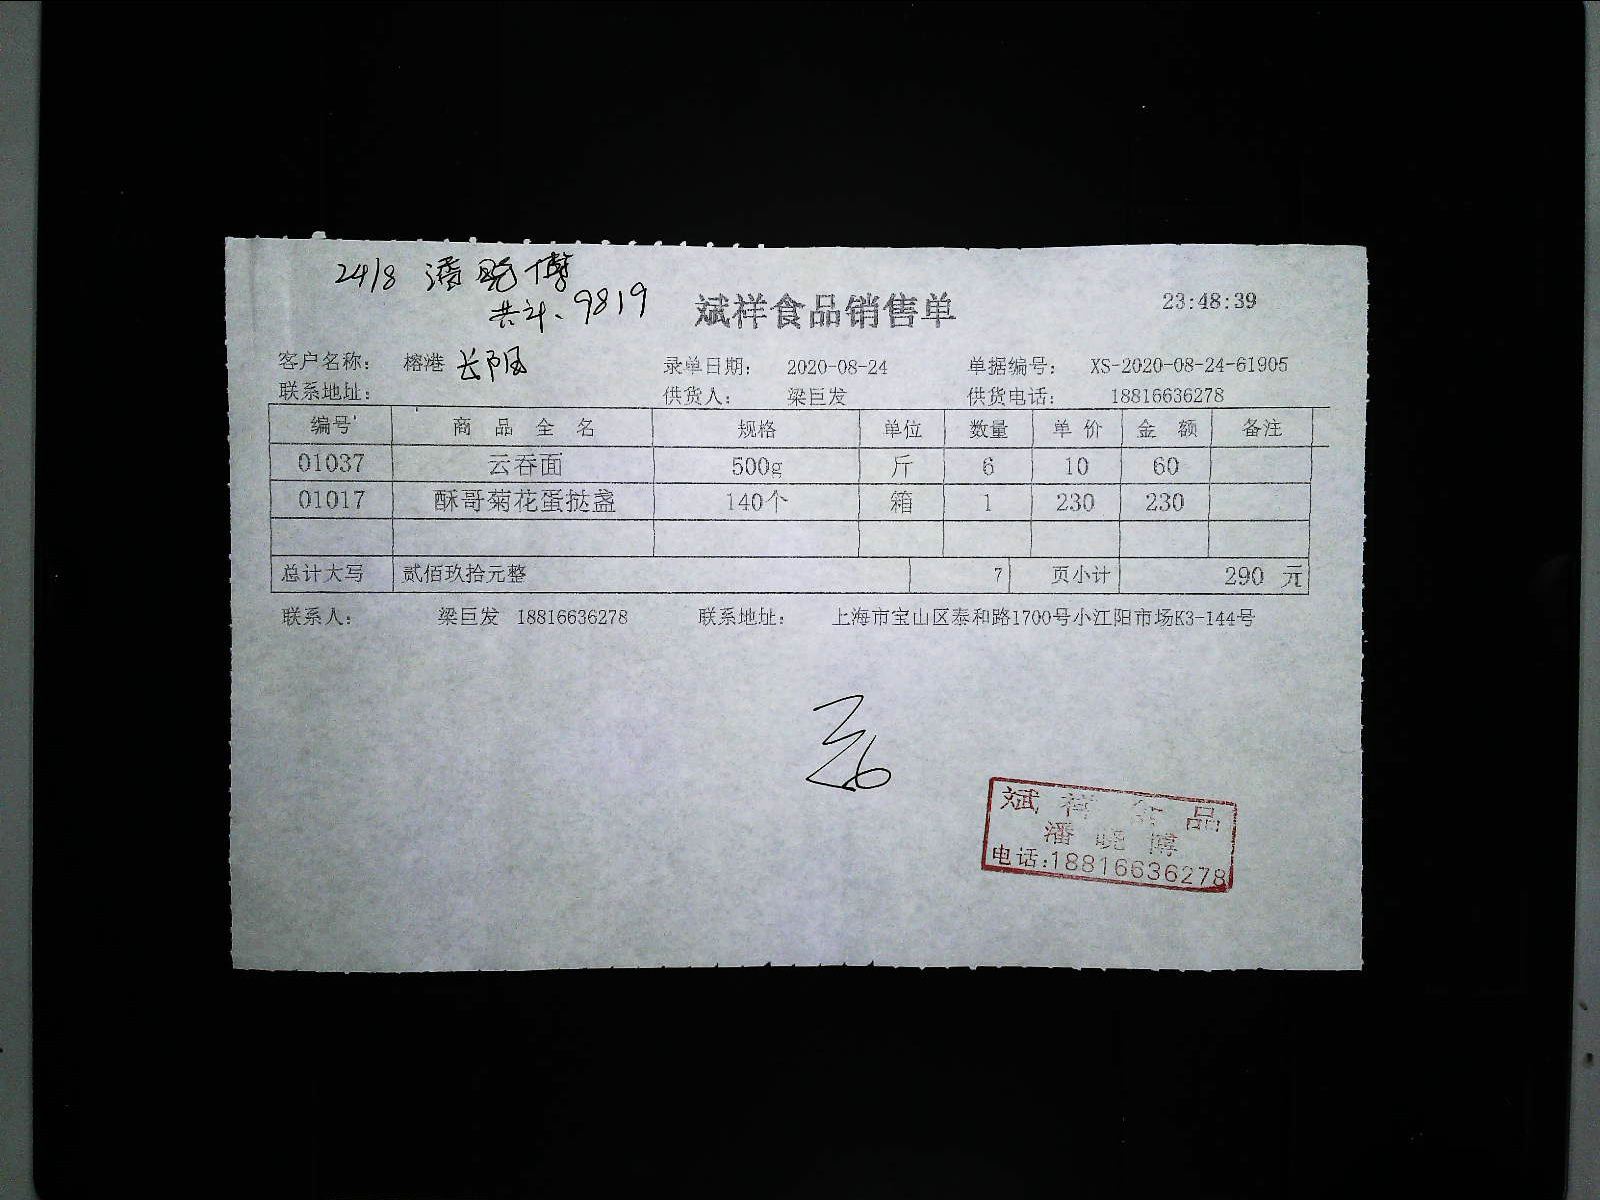 24/8 潘晓博
共计、9819
斌祥食品销售单 23:48:39
客户名称： 榕港 长阳 录单日期： 2020-08-24 单据编号： XS-2020-08-24-61905
联系地址： 供货人： 梁巨发 供货电话： 18816636278
编号 商 品 全 名 规格 单位 数量 单 价 金 额 备注
01037 云吞面 500g 斤 6 10 60
01017 酥哥菊花蛋挞盏 140个 箱 1 230 230
总计大写 贰佰玖拾元整 7 页小计 290 元
联系人： 梁巨发 18816636278 联系地址： 上海市宝山区泰和路1700号小江阳市场K3-144号
斌祥食品
潘晓博
电话:18816636278